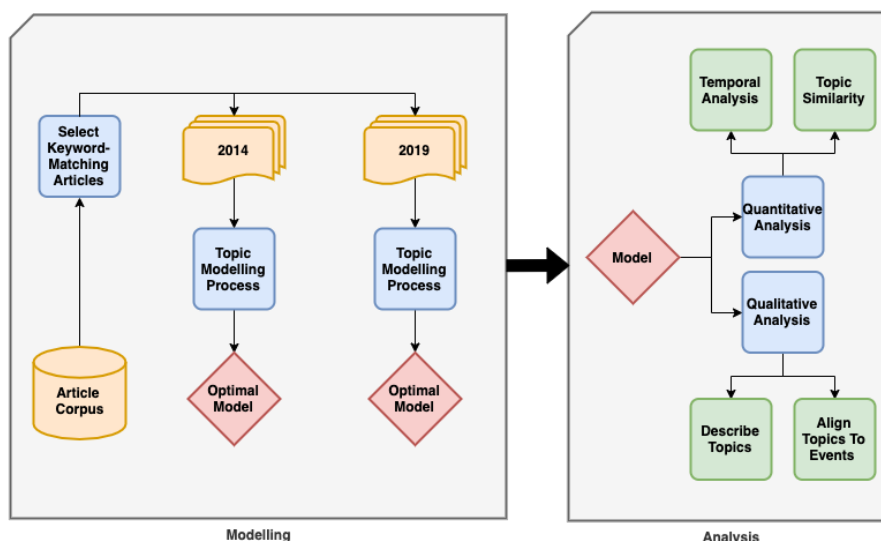 Select
Keyword-
Matching
Articles
2014
2019
Topic
Modelling
Process
Topic
Modelling
Process
Article
Corpus
Optimal
Model
Optimal
Model
Modelling
Temporal
Analysis
Topic
Similarity
Quantitative
Analysis
Model
Qualitative
Analysis
Describe
Topics
Align
Topics To
Events
Analysis